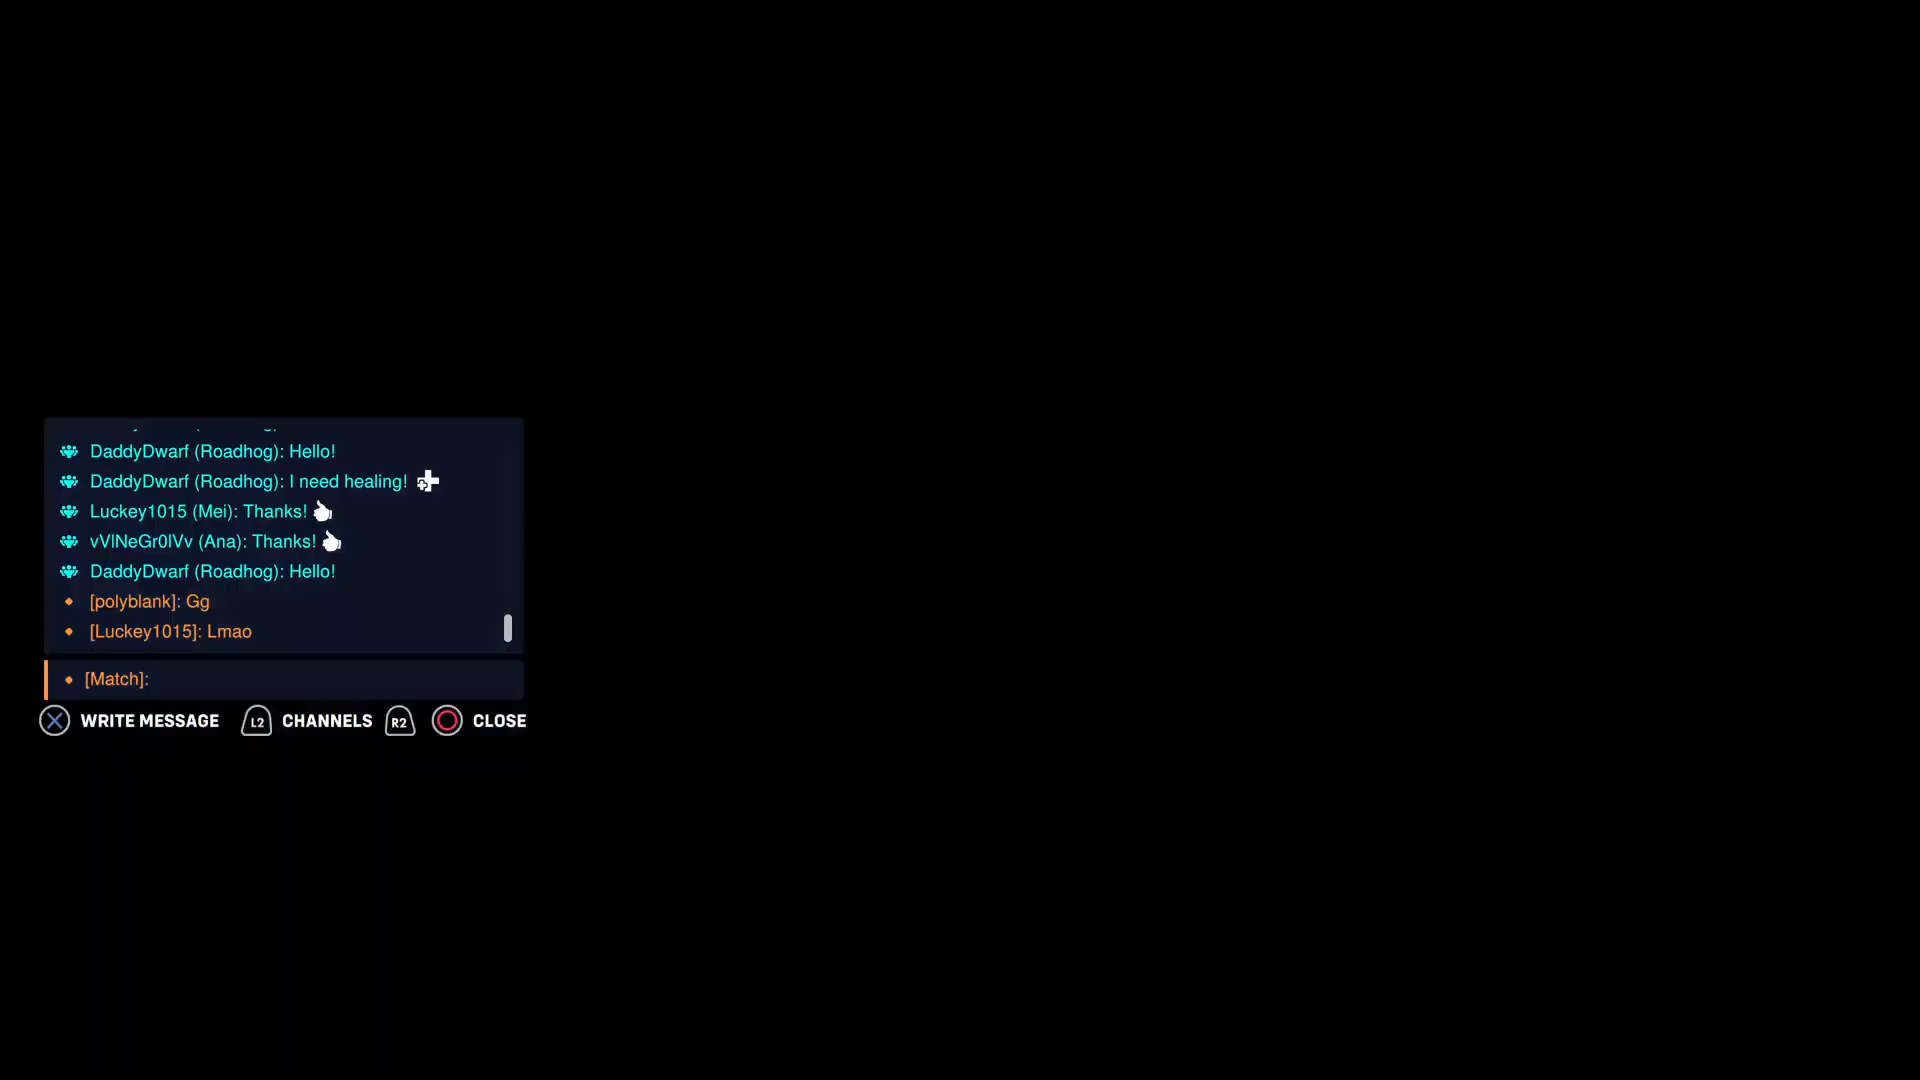 DaddyDwarf (Roadhog): Hello!
DaddyDwarf (Roadhog): I need healing!
Luckey1015 (Mei): Thanks!
vVlNeGr0lVv (Ana): Thanks!
DaddyDwarf (Roadhog): Hello!
[polyblank]: Gg
[Luckey1015]: Lmao
[Match]:
WRITE MESSAGE L2 CHANNELS R2 CLOSE